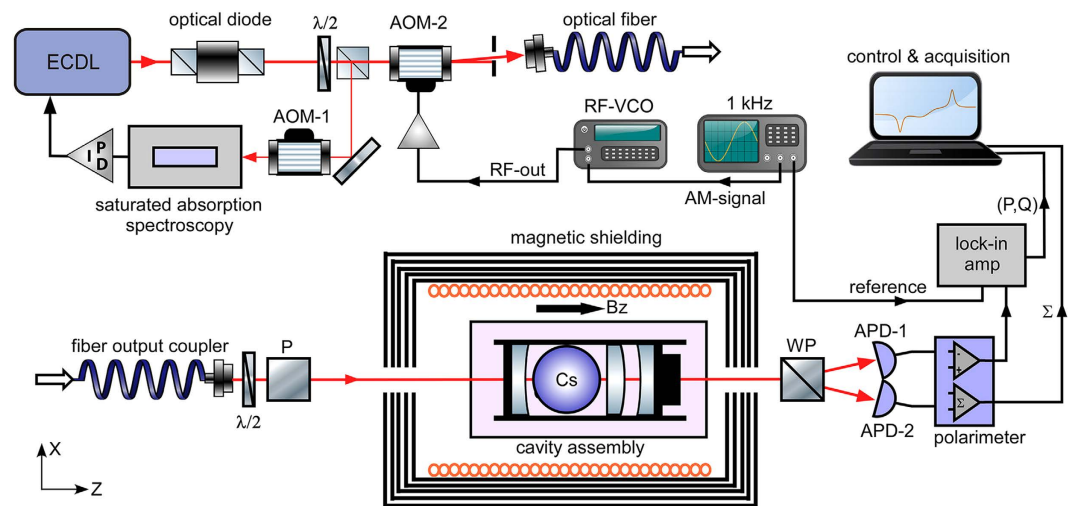 optical diode
λ/2
AOM-2
optical fiber
ECDL
control & acquisition
RF-VCO
1 kHz
AOM-1
I
P
D
RF-out
AM-signal
saturated absorption
spectroscopy
(P,Q)
magnetic shielding
lock-in
amp
reference
Σ
Bz
fiber output coupler
P
APD-1
WP
Cs
-
+
Σ
λ/2
APD-2
polarimeter
cavity assembly
X
Z